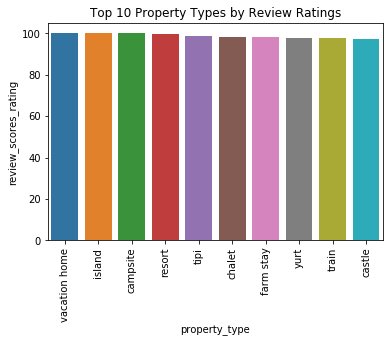 Top 10 Property Types by Review Ratings
review_scores_rating
100
80
60
40
20
0
vacation home
island
campsite
resort
tipi
chalet
farm stay
yurt
train
castle
property_type